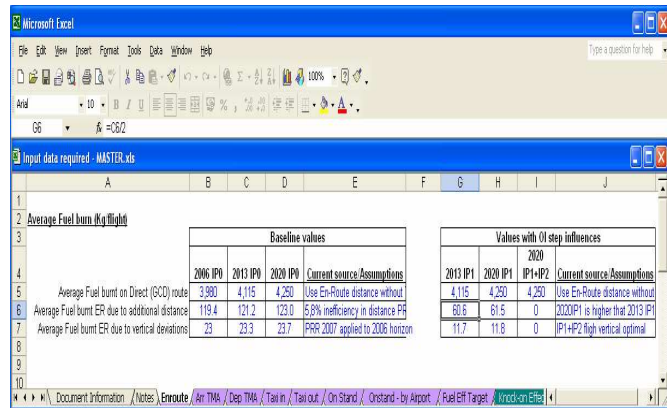 Microsoft Excel
File Edit View Insert Format Tools Data Window Help
Type a question for help
100%
Arial 10 B I U
G6 fx =C6/2
Input data required - MASTER.xls
A B C D E F G H I J
1
2 Average Fuel burn (Kg/flight)
3 Baseline values Values with OI step influences
2020
4 2006 IP0 2013 IP0 2020 IP0 Current source/Assumptions 2013 IP1 2020 IP1 IP1+IP2 Current source/Assumptions
5 Average Fuel burnt on Direct (GCD) route 3,980 4,115 4,250 Use En-Route distance without 4,115 4,250 4,250 Use En-Route distance without
6 Average Fuel burnt ER due to additional distance 119.4 121.2 123.0 5,8% inefficiency in distance PR 60.6 61.5 0 2020IP1 is higher that 2013 IP1
7 Average Fuel burnt ER due to vertical deviations 23 23.3 23.7 PRR 2007 applied to 2006 horizon 11.7 11.8 0 IP1+IP2 fligh vertical optimal
8
9
10
Document Information / Notes \ Enroute / Arr TMA / Dep TMA / Taxi in / Taxi out / On Stand / Onstand - by Airport / Fuel Eff Target / Knock-on Effec